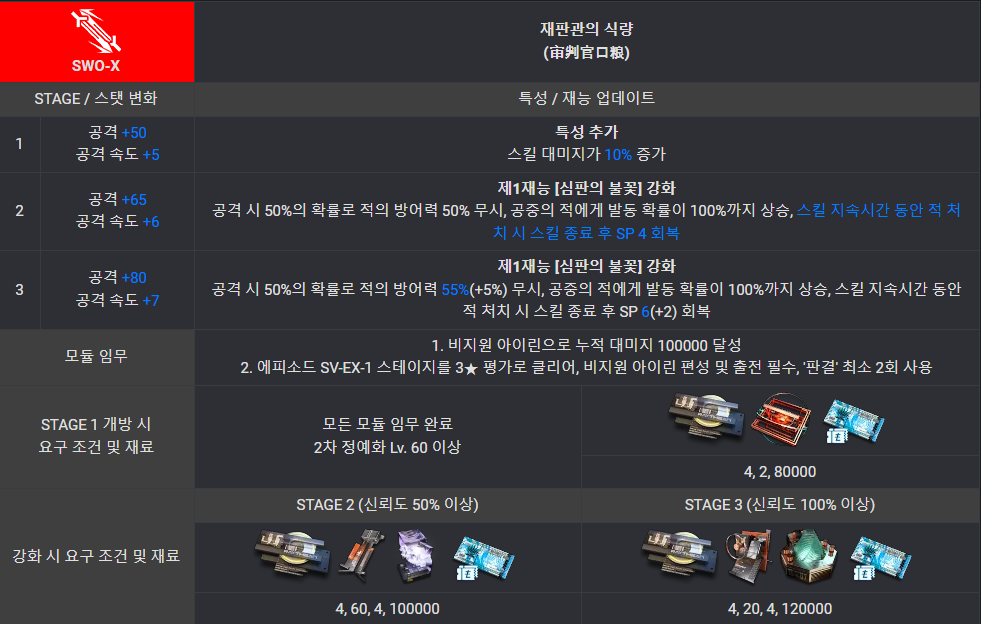 SWO-X
재판관의 식량
(审判官口粮)
STAGE / 스탯 변화
특성 / 재능 업데이트
1
공격 +50
공격 속도 +5
특성 추가
스킬 대미지가 10% 증가
2
공격 +65
공격 속도 +6
제1재능 [심판의 불꽃] 강화
공격 시 50%의 확률로 적의 방어력 50% 무시, 공중의 적에게 발동 확률이 100%까지 상승, 스킬 지속시간 동안 적 처
치 시 스킬 종료 후 SP 4 회복
3
공격 +80
공격 속도 +7
제1재능 [심판의 불꽃] 강화
공격 시 50%의 확률로 적의 방어력 55%(+5%) 무시, 공중의 적에게 발동 확률이 100%까지 상승, 스킬 지속시간 동안
적 처치 시 스킬 종료 후 SP 6(+2) 회복
모듈 임무
1. 비지원 아이린으로 누적 대미지 100000 달성
2. 에피소드 SV-EX-1 스테이지를 3★ 평가로 클리어, 비지원 아이린 편성 및 출전 필수, '판결' 최소 2회 사용
STAGE 1 개방 시
요구 조건 및 재료
모든 모듈 임무 완료
2차 정예화 Lv. 60 이상
4, 2, 80000
강화 시 요구 조건 및 재료
STAGE 2 (신뢰도 50% 이상)
STAGE 3 (신뢰도 100% 이상)
4, 60, 4, 100000
4, 20, 4, 120000